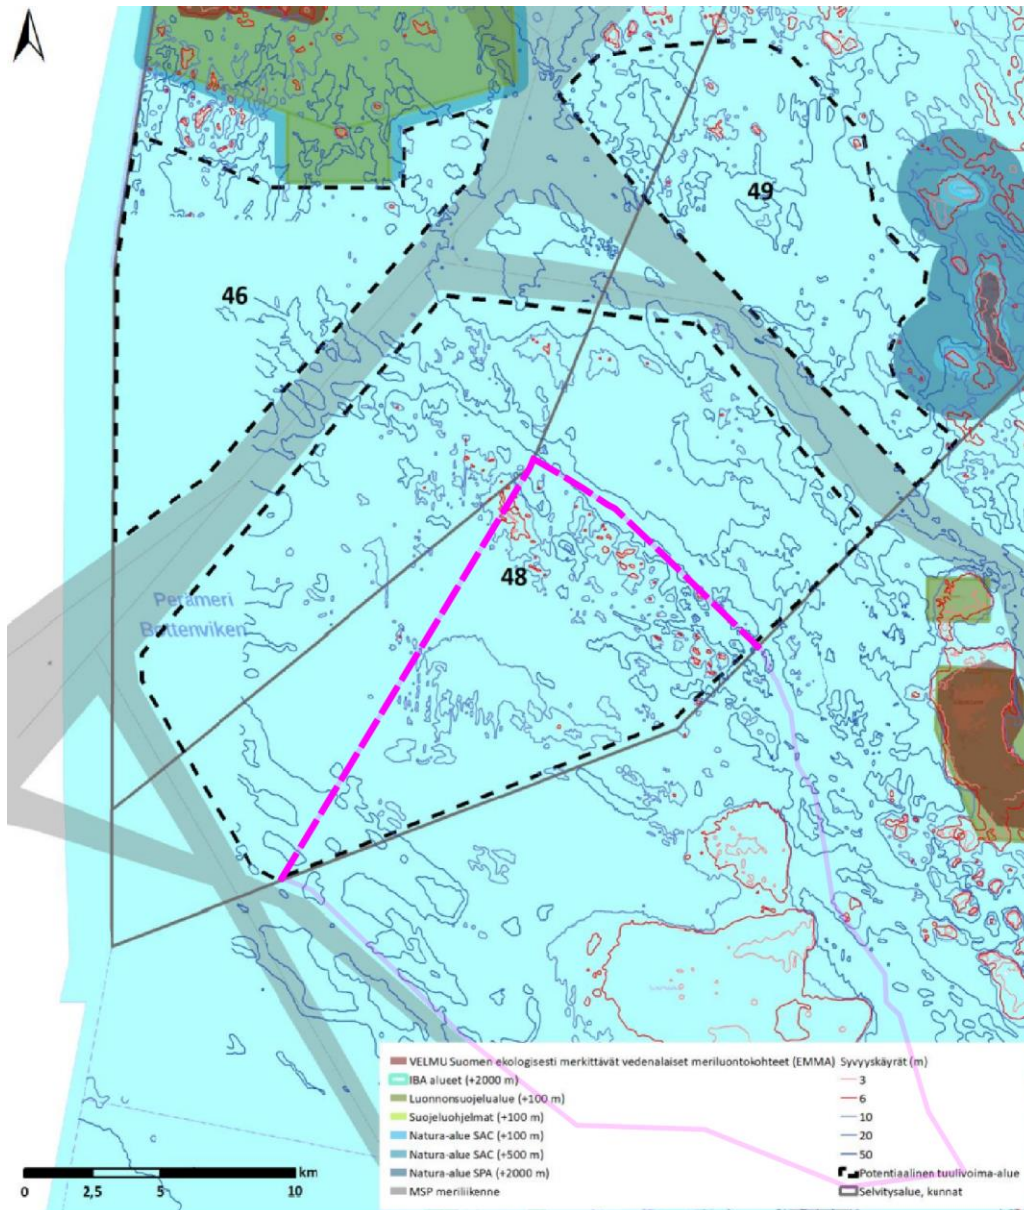 49
46
48
Perämeri
Bottenviken
VELMU Suomen ekologisesti merkittävät vedenalaiset meriluontokohteet (EMMA)
IBA alueet (+2000 m)
Luonnonsuojelualue (+100 m)
Suojeluohjelmat (+100 m)
Natura-alue SAC (+100 m)
Natura-alue SAC (+500 m)
Natura-alue SPA (+2000 m)
MSP meriliikenne
Syvyyskäyrät (m)
3
6
10
20
50
Potentiaalinen tuulivoima-alue
Selvitysalue, kunnat
km
0 2,5 5 10